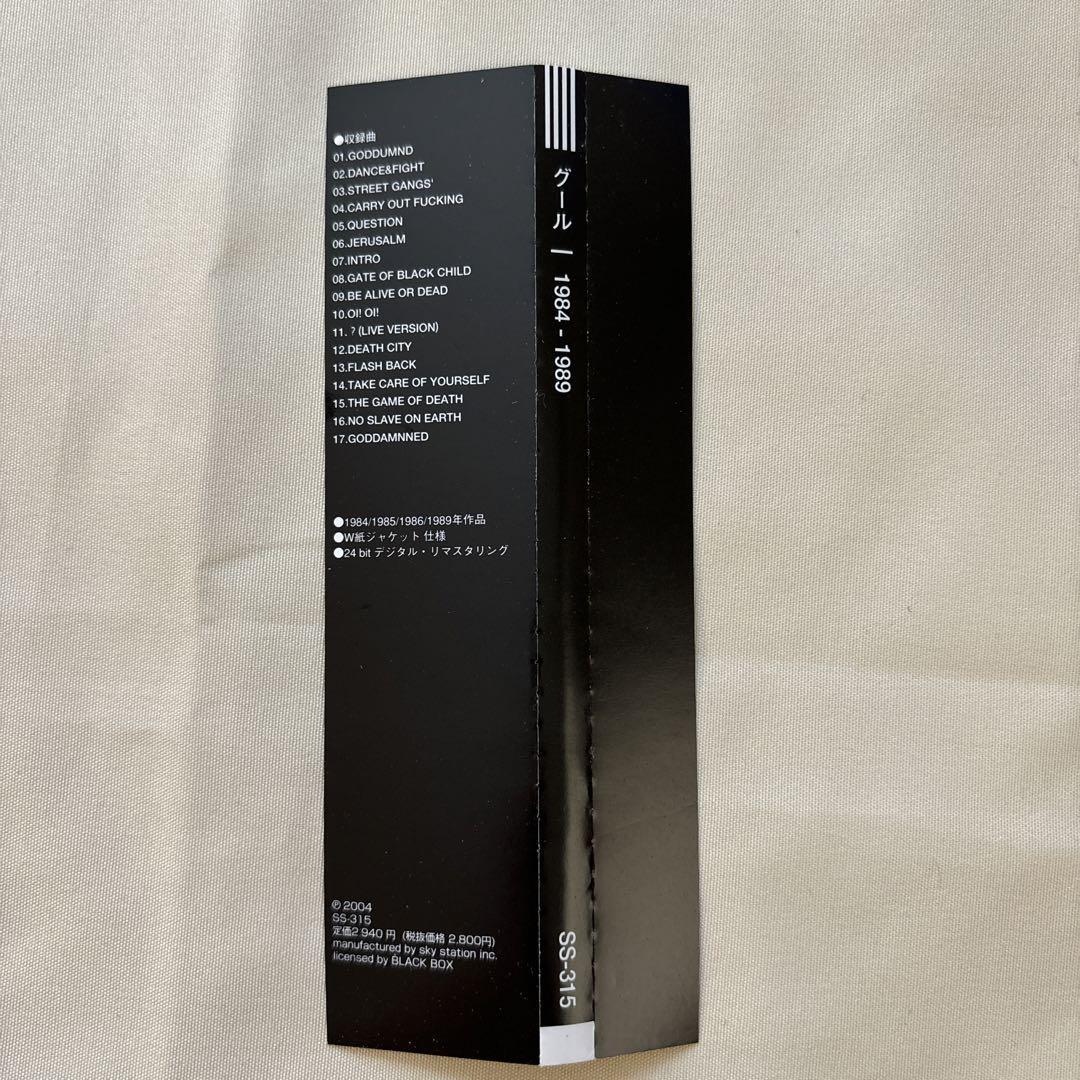 ●収録曲
01.GODDUMND
02.DANCE&FIGHT
03.STREET GANGS'
04.CARRY OUT FUCKING
05.QUESTION
06.JERUSALM
07.INTRO
08.GATE OF BLACK CHILD
09.BE ALIVE OR DEAD
10.OI! OI!
11. ? (LIVE VERSION)
12.DEATH CITY
13.FLASH BACK
14.TAKE CARE OF YOURSELF
15.THE GAME OF DEATH
16.NO SLAVE ON EARTH
17.GODDAMNNED
●1984/1985/1986/1989年作品
●W紙ジャケット 仕様
●24 bit デジタル・リマスタリング
℗ 2004
SS-315
定価2.940 円（税抜価格 2.800円）
manufactured by sky station inc.
licensed by BLACK BOX
グール | 1984 - 1989
SS-315